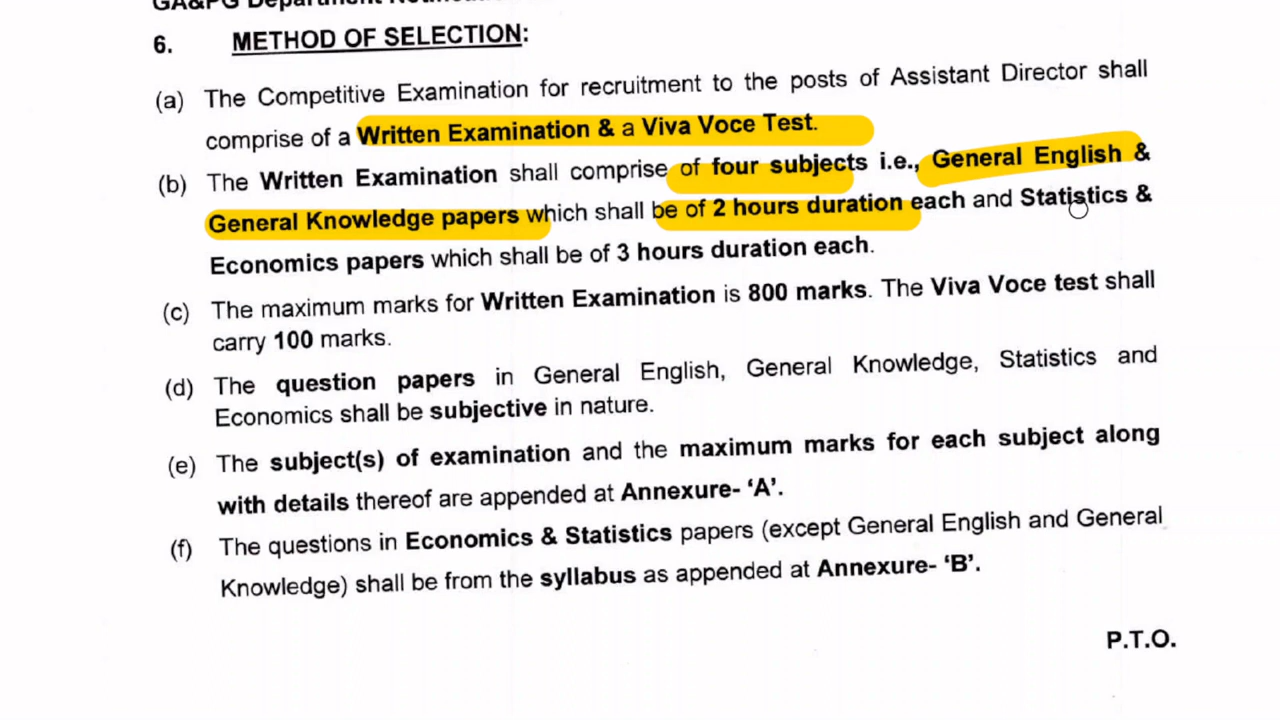 GA&PG Department
6. METHOD OF SELECTION:
(a) The Competitive Examination for recruitment to the posts of Assistant Director shall
comprise of a Written Examination & a Viva Voce Test.
(b) The Written Examination shall comprise of four subjects i.e., General English &
General Knowledge papers which shall be of 2 hours duration each and Statistics &
Economics papers which shall be of 3 hours duration each.
(c) The maximum marks for Written Examination is 800 marks. The Viva Voce test shall
carry 100 marks.
(d) The question papers in General English, General Knowledge, Statistics and
Economics shall be subjective in nature.
(e) The subject(s) of examination and the maximum marks for each subject along
with details thereof are appended at Annexure- ‘A’.
(f) The questions in Economics & Statistics papers (except General English and General
Knowledge) shall be from the syllabus as appended at Annexure- ‘B’.
P.T.O.